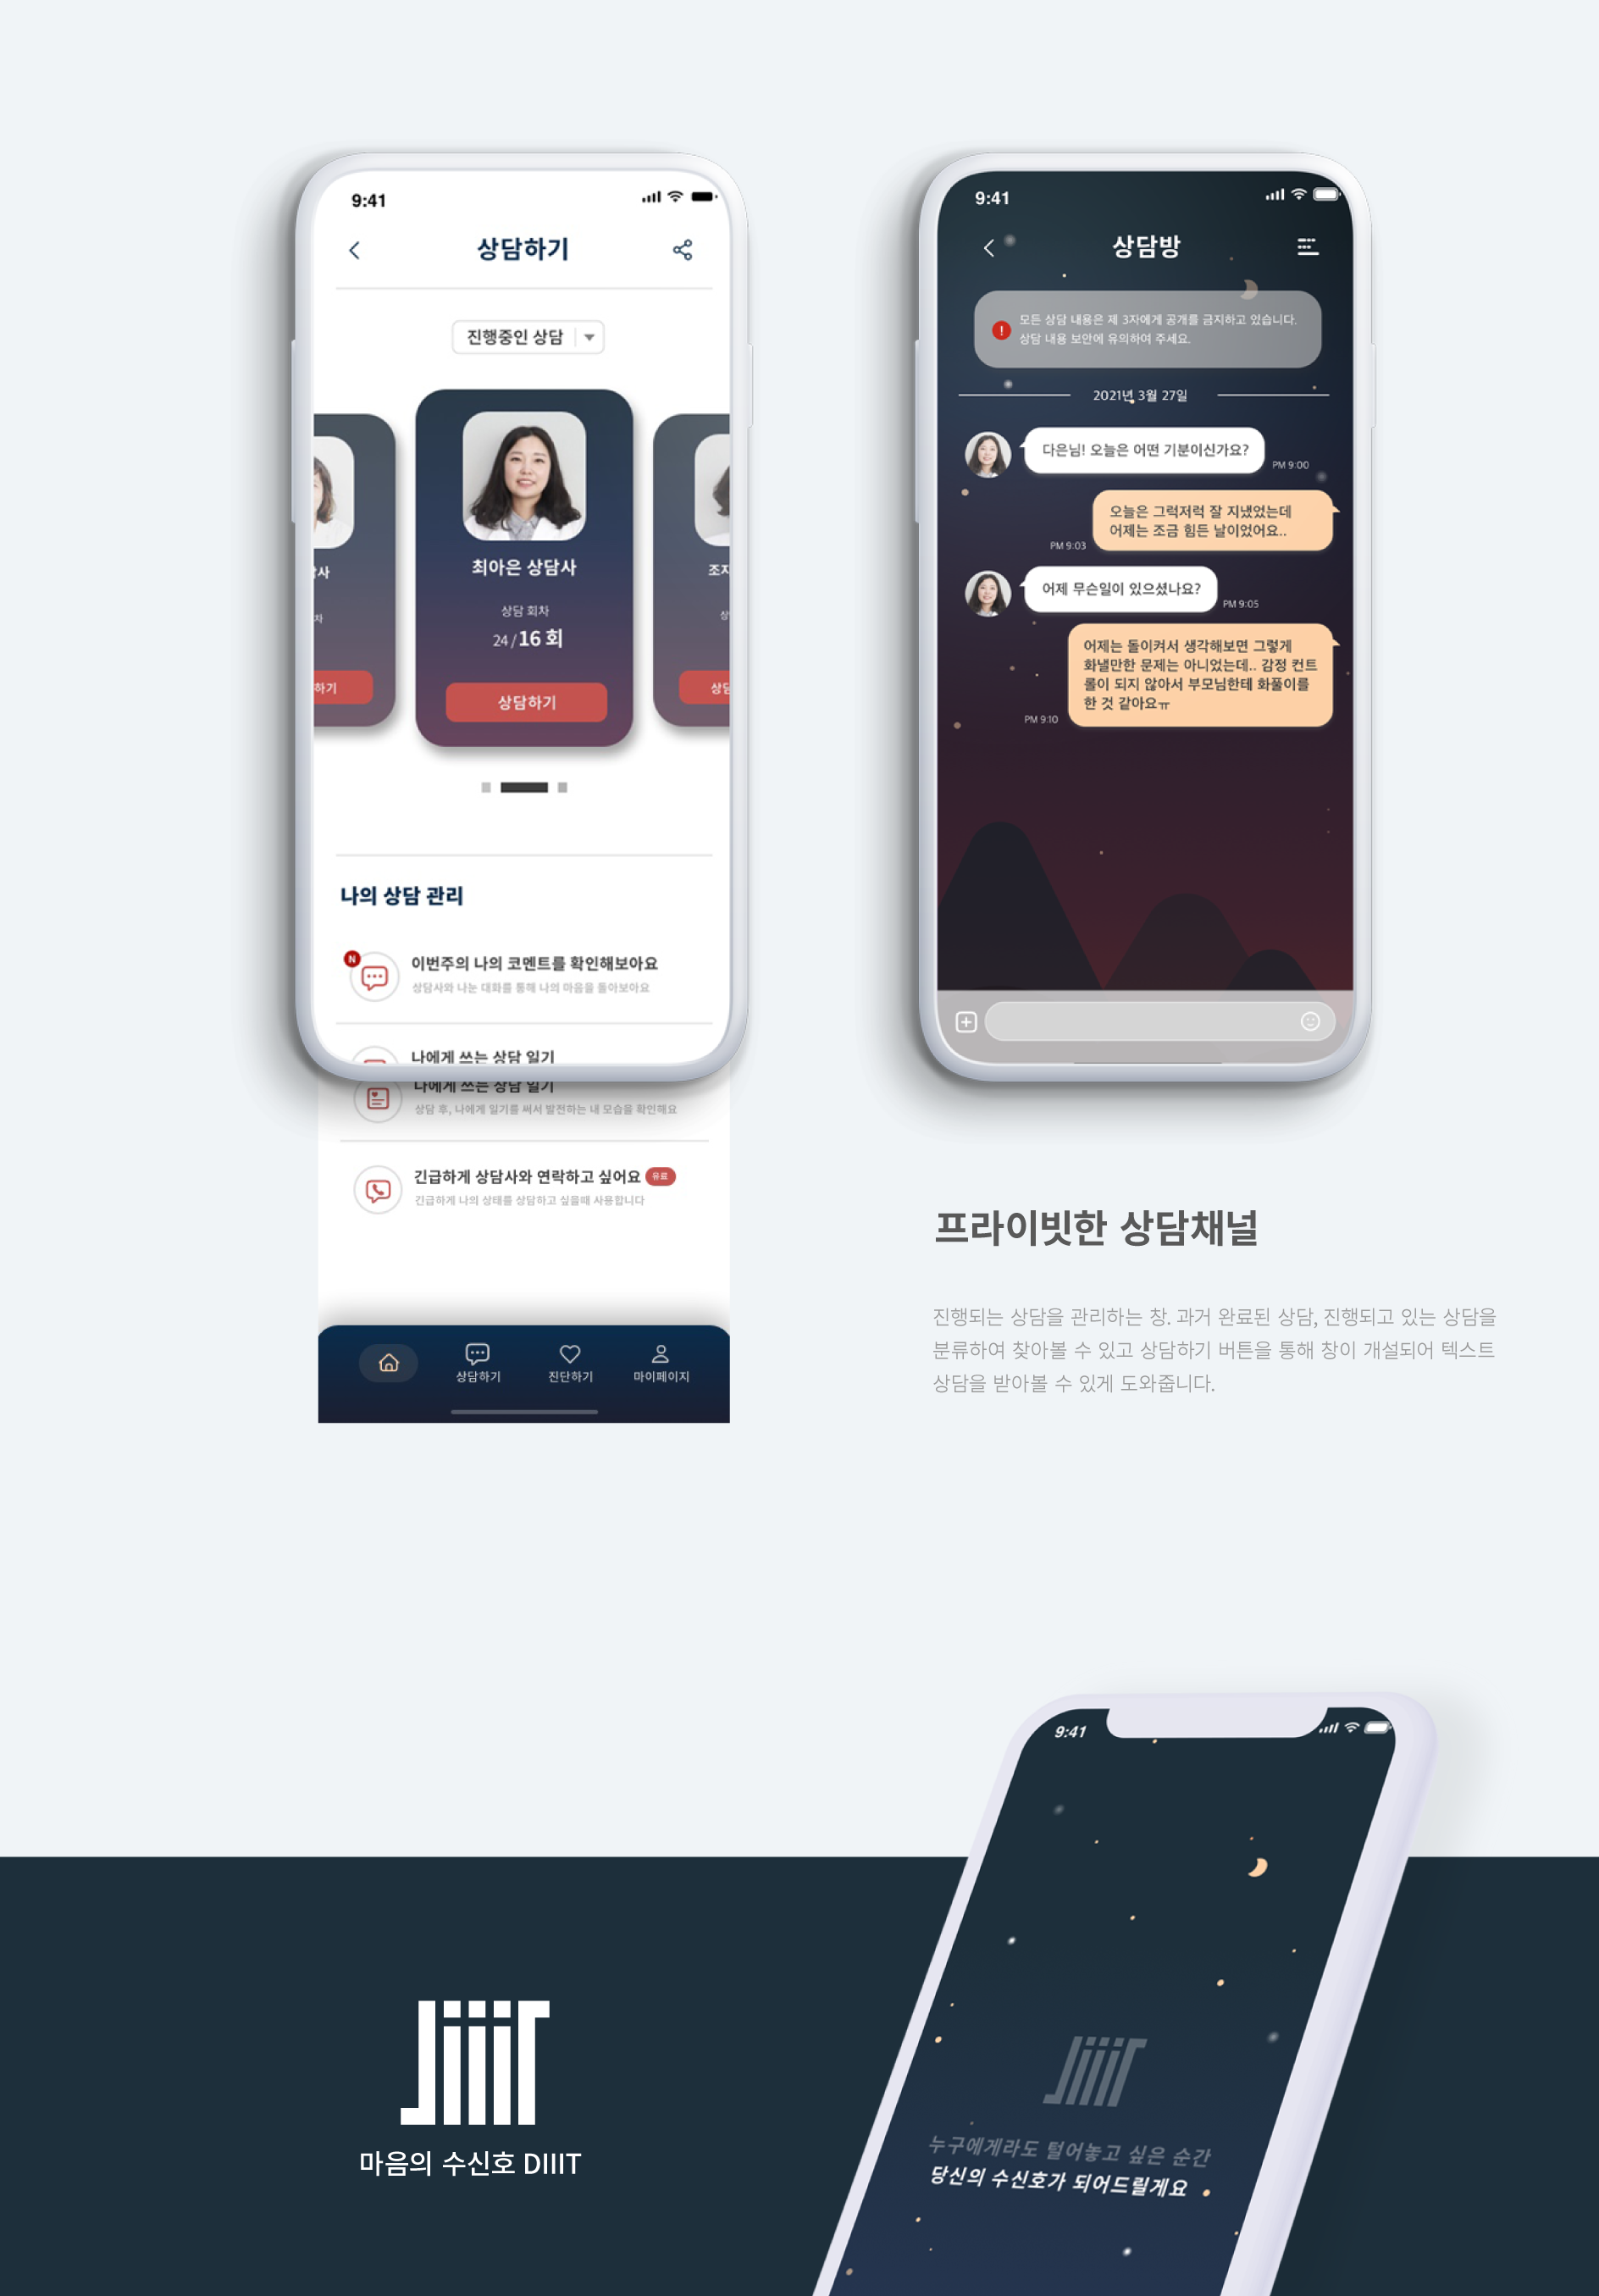 9:41
상담하기
진행중인 상담
최아은 상담사
상담 회차
24 / 16 회
상담하기
하기
나의 상담 관리
N
이번주의 나의 코멘트를 확인해보아요
상담사와 나눈 대화를 통해 나의 마음을 돌아보아요
나에게 쓰는 상담 일기
나에게 쓰는 상담 일기
상담 후, 나에게 일기를 써서 발전하는 내 모습을 확인해요
긴급하게 상담사와 연락하고 싶어요 유료
긴급하게 나의 상태를 상담하고 싶을때 사용합니다
상담하기
진단하기
마이페이지
9:41
상담방
모든 상담 내용은 제 3자에게 공개를 금지하고 있습니다.
상담 내용 보안에 유의하여 주세요.
2021년 3월 27일
다은님! 오늘은 어떤 기분이신가요?
PM 9:00
오늘은 그럭저럭 잘 지냈었는데
어제는 조금 힘든 날이었어요..
PM 9:03
어제 무슨일이 있으셨나요?
PM 9:05
어제는 돌이켜서 생각해보면 그렇게
화낼만한 문제는 아니었는데.. 감정 컨트
롤이 되지 않아서 부모님한테 화풀이를
한 것 같아요ㅠ
PM 9:10
프라이빗한 상담채널
진행되는 상담을 관리하는 창. 과거 완료된 상담, 진행되고 있는 상담을
분류하여 찾아볼 수 있고 상담하기 버튼을 통해 창이 개설되어 텍스트
상담을 받아볼 수 있게 도와줍니다.
마음의 수신호 DIIIT
9:41
누구에게라도 털어놓고 싶은 순간
당신의 수신호가 되어드릴게요